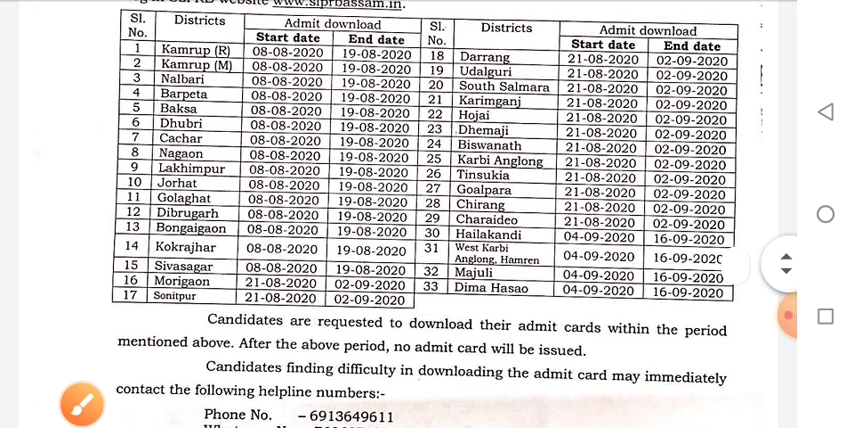 website www.slprbassam.in.
Sl. No. Districts Admit download Sl. No. Districts Admit download
Start date End date Start date End date
1 Kamrup (R) 08-08-2020 19-08-2020 18 Darrang 21-08-2020 02-09-2020
2 Kamrup (M) 08-08-2020 19-08-2020 19 Udalguri 21-08-2020 02-09-2020
3 Nalbari 08-08-2020 19-08-2020 20 South Salmara 21-08-2020 02-09-2020
4 Barpeta 08-08-2020 19-08-2020 21 Karimganj 21-08-2020 02-09-2020
5 Baksa 08-08-2020 19-08-2020 22 Hojai 21-08-2020 02-09-2020
6 Dhubri 08-08-2020 19-08-2020 23 Dhemaji 21-08-2020 02-09-2020
7 Cachar 08-08-2020 19-08-2020 24 Biswanath 21-08-2020 02-09-2020
8 Nagaon 08-08-2020 19-08-2020 25 Karbi Anglong 21-08-2020 02-09-2020
9 Lakhimpur 08-08-2020 19-08-2020 26 Tinsukia 21-08-2020 02-09-2020
10 Jorhat 08-08-2020 19-08-2020 27 Goalpara 21-08-2020 02-09-2020
11 Golaghat 08-08-2020 19-08-2020 28 Chirang 21-08-2020 02-09-2020
12 Dibrugarh 08-08-2020 19-08-2020 29 Charaideo 21-08-2020 02-09-2020
13 Bongaigaon 08-08-2020 19-08-2020 30 Hailakandi 04-09-2020 16-09-2020
14 Kokrajhar 08-08-2020 19-08-2020 31 West Karbi Anglong, Hamren 04-09-2020 16-09-2020
15 Sivasagar 08-08-2020 19-08-2020 32 Majuli 04-09-2020 16-09-2020
16 Morigaon 21-08-2020 02-09-2020 33 Dima Hasao 04-09-2020 16-09-2020
17 Sonitpur 21-08-2020 02-09-2020
Candidates are requested to download their admit cards within the period
mentioned above. After the above period, no admit card will be issued.
Candidates finding difficulty in downloading the admit card may immediately
contact the following helpline numbers:-
Phone No. – 6913649611